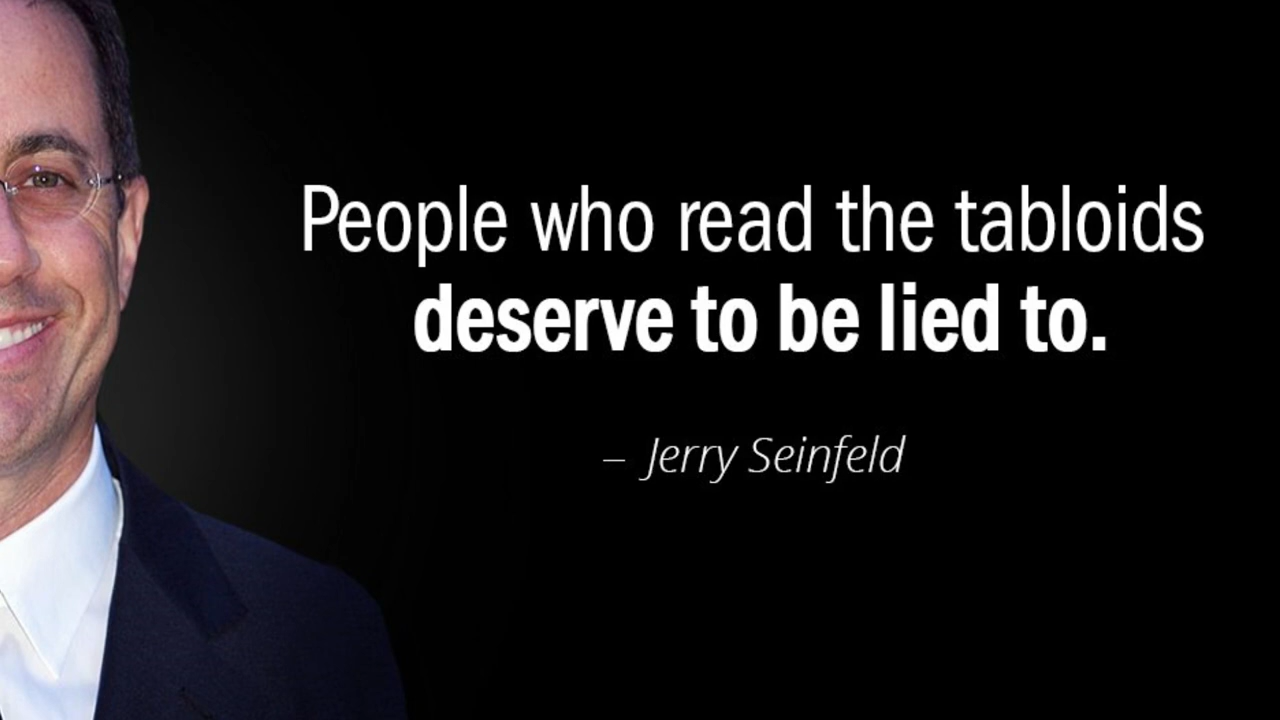 People who read the tabloids
deserve to be lied to.
– Jerry Seinfeld